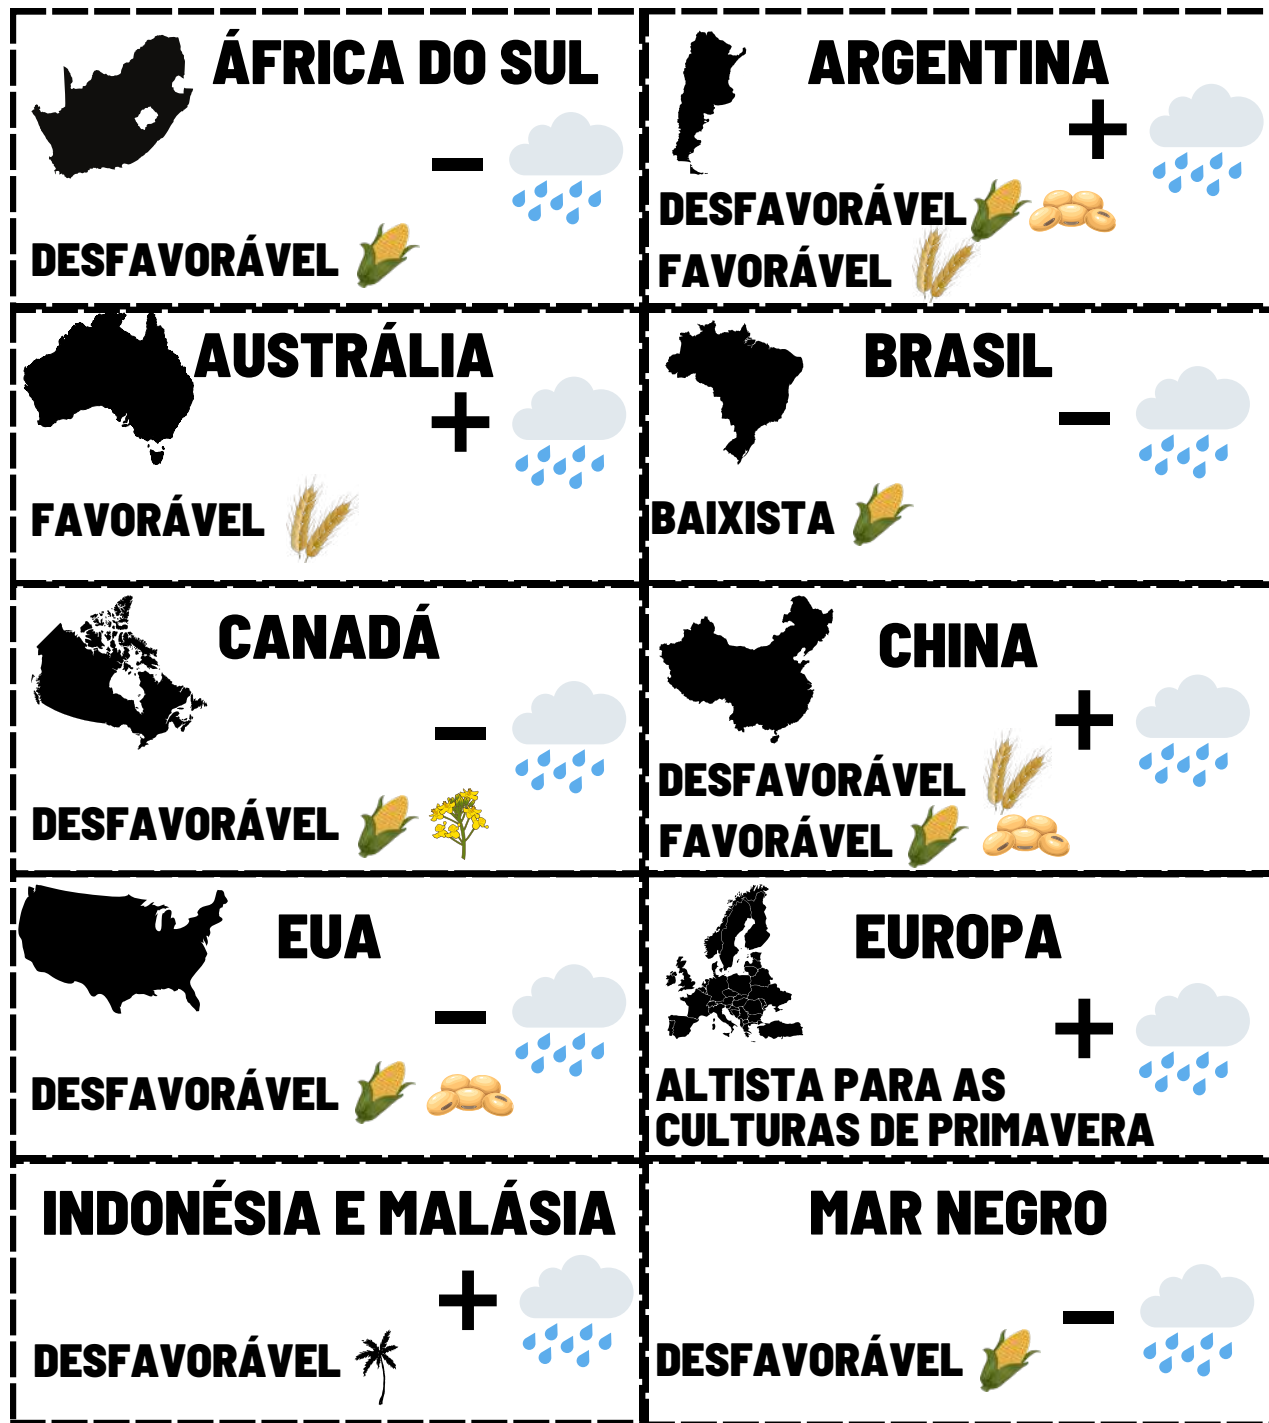 ÁFRICA DO SUL
−
DESFAVORÁVEL
ARGENTINA
+
DESFAVORÁVEL
FAVORÁVEL
AUSTRÁLIA
+
FAVORÁVEL
BRASIL
−
BAIXISTA
CANADÁ
−
DESFAVORÁVEL
CHINA
+
DESFAVORÁVEL
FAVORÁVEL
EUA
−
DESFAVORÁVEL
EUROPA
+
ALTISTA PARA AS
CULTURAS DE PRIMAVERA
INDONÉSIA E MALÁSIA
+
DESFAVORÁVEL
MAR NEGRO
−
DESFAVORÁVEL